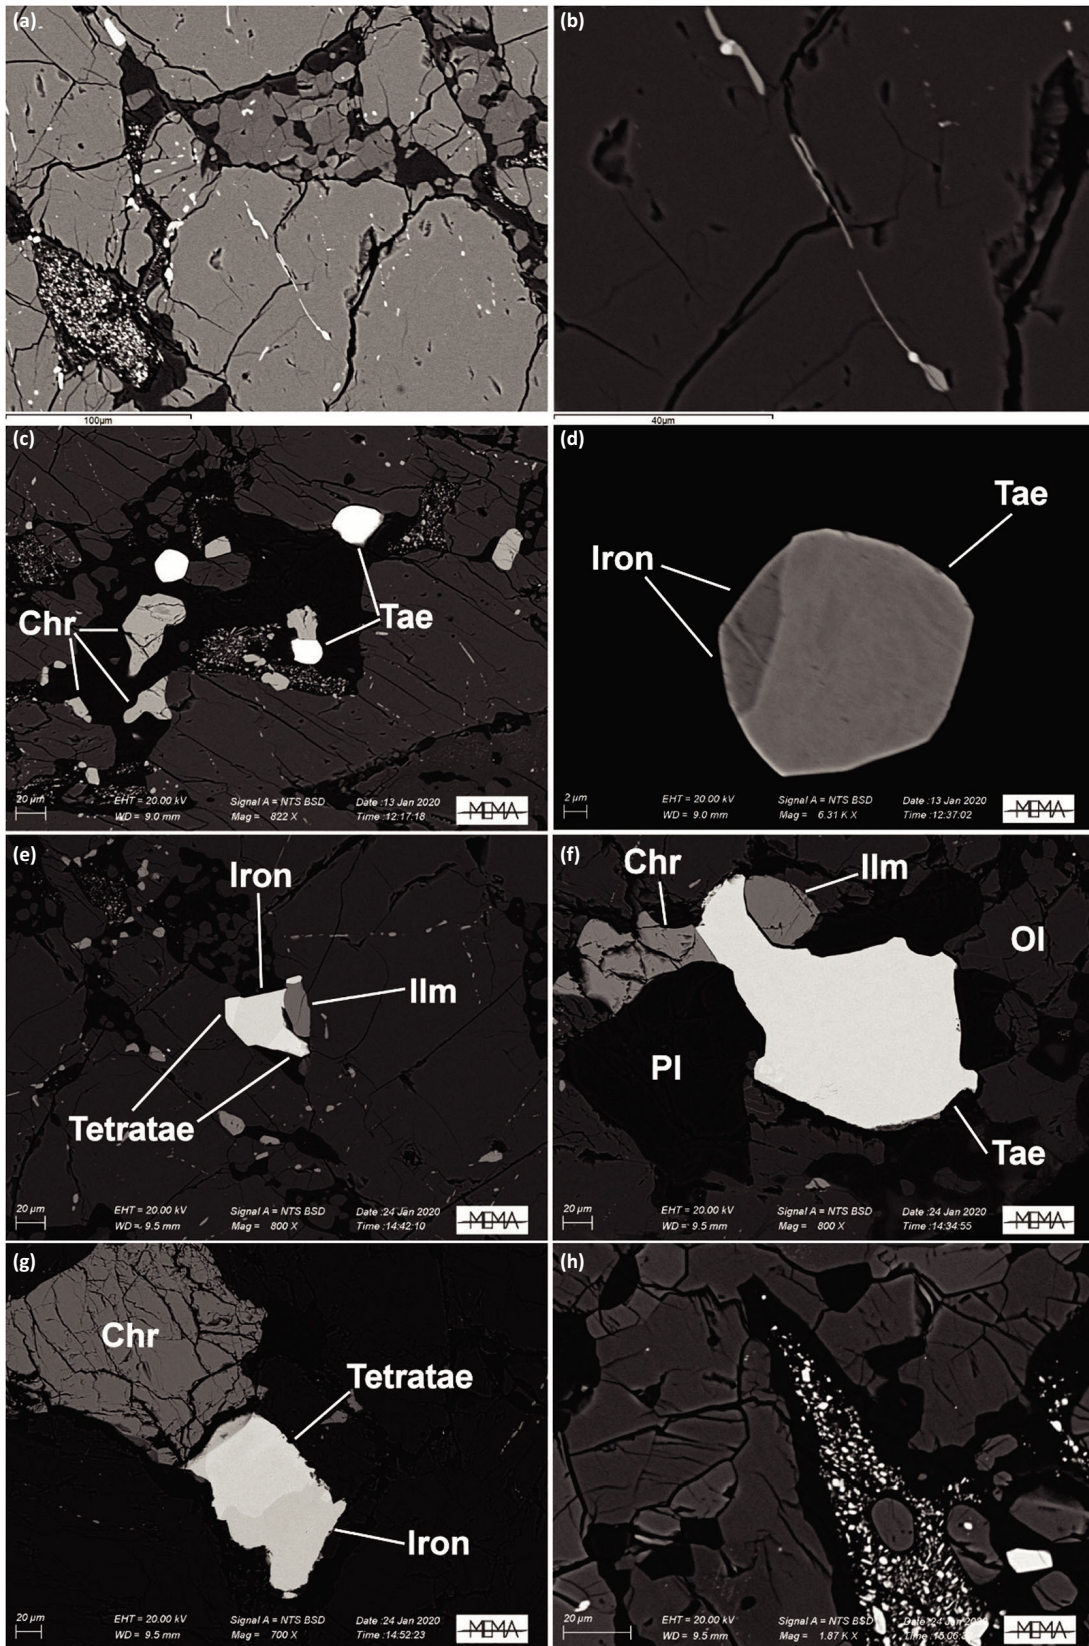 (a)
(b)
100μm
40μm
(c)
Chr
Tae
20 μm
EHT = 20.00 kV
WD = 9.0 mm
Signal A = NTS BSD
Mag = 822 X
Date :13 Jan 2020
Time :12:17:18
MEMA
(d)
Tae
Iron
2 μm
EHT = 20.00 kV
WD = 9.0 mm
Signal A = NTS BSD
Mag = 6.31 K X
Date :13 Jan 2020
Time :12:37:02
MEMA
(e)
Iron
Ilm
Tetratae
20 μm
EHT = 20.00 kV
WD = 9.5 mm
Signal A = NTS BSD
Mag = 800 X
Date :24 Jan 2020
Time :14:42:10
MEMA
(f)
Chr
Ilm
Ol
Pl
Tae
20 μm
EHT = 20.00 kV
WD = 9.5 mm
Signal A = NTS BSD
Mag = 800 X
Date :24 Jan 2020
Time :14:34:55
MEMA
(g)
Chr
Tetratae
Iron
20 μm
EHT = 20.00 kV
WD = 9.5 mm
Signal A = NTS BSD
Mag = 700 X
Date :24 Jan 2020
Time :14:52:23
MEMA
(h)
20 μm
EHT = 20.00 kV
WD = 9.5 mm
Signal A = NTS BSD
Mag = 1.87 K X
Jan
MEMA